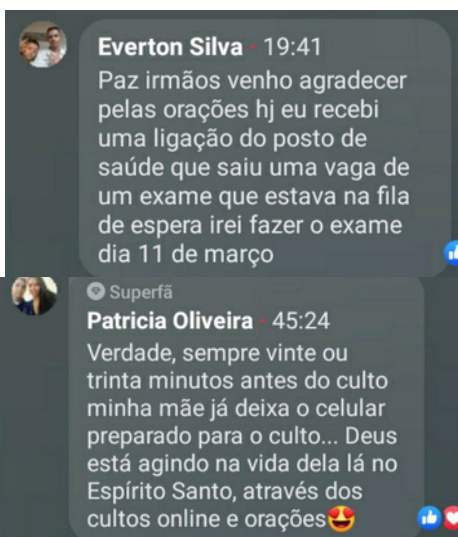 Everton Silva · 19:41
Paz irmãos venho agradecer
pelas orações hj eu recebi
uma ligação do posto de
saúde que saiu uma vaga de
um exame que estava na fila
de espera irei fazer o exame
dia 11 de março
Superfã
Patricia Oliveira · 45:24
Verdade, sempre vinte ou
trinta minutos antes do culto
minha mãe já deixa o celular
preparado para o culto... Deus
está agindo na vida dela lá no
Espírito Santo, através dos
cultos online e orações😍